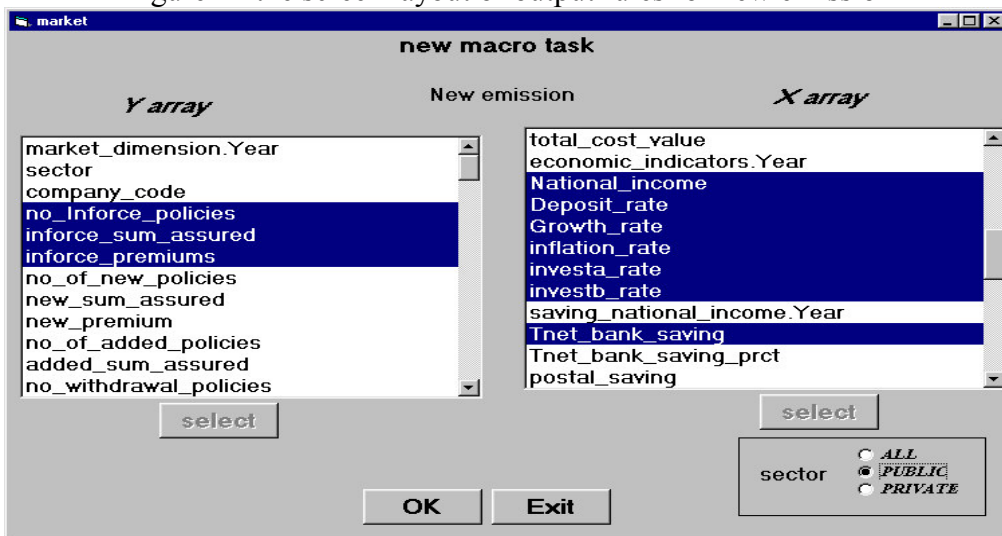 market
new macro task
Y array
New emission
X array
market_dimension.Year
sector
company_code
no_Inforce_policies
inforce_sum_assured
inforce_premiums
no_of_new_policies
new_sum_assured
new_premium
no_of_added_policies
added_sum_assured
no_withdrawal_policies
select
total_cost_value
economic_indicators.Year
National_income
Deposit_rate
Growth_rate
inflation_rate
investa_rate
investb_rate
saving_national_income.Year
Tnet_bank_saving
Tnet_bank_saving_prct
postal_saving
select
sector
ALL
PUBLIC
PRIVATE
OK
Exit